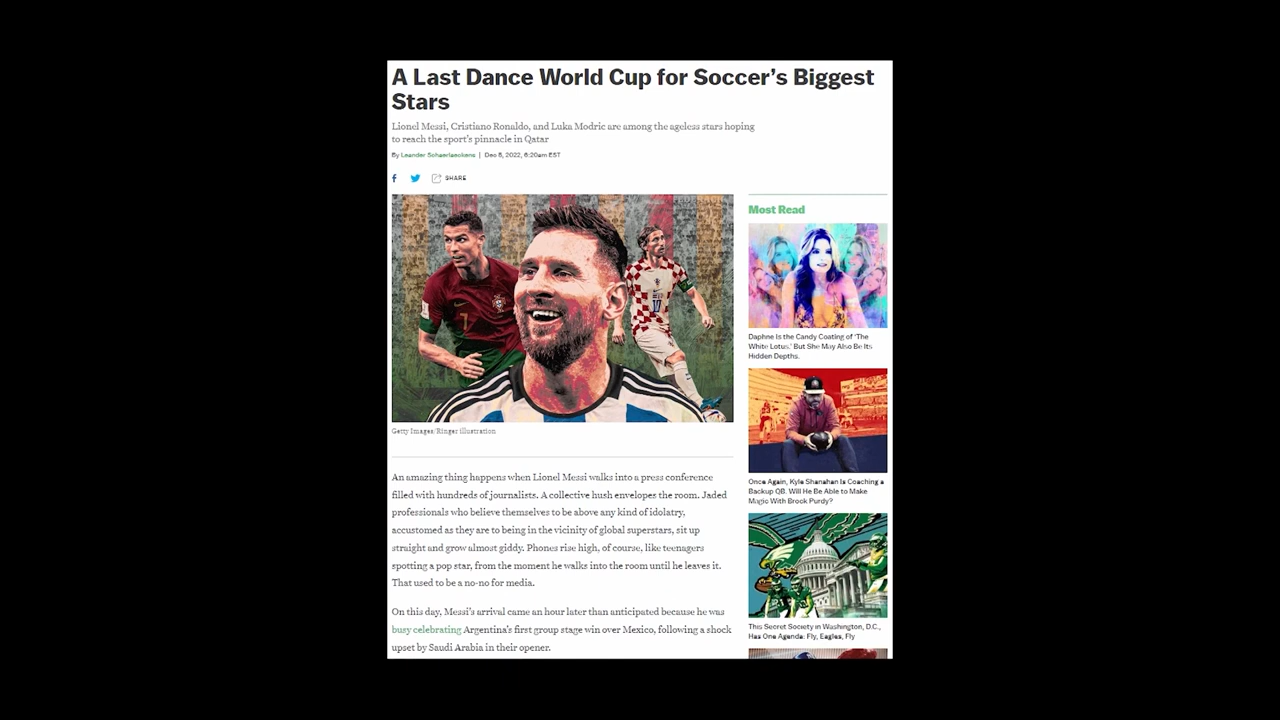 A Last Dance World Cup for Soccer's Biggest
Stars
Lionel Messi, Cristiano Ronaldo, and Luka Modric are among the ageless stars hoping
to reach the sport's pinnacle in Qatar
By Leander Schaerlaeckens | Dec 5, 2022, 6:20am EST
SHARE
7
10
Getty Images/Ringer illustration
An amazing thing happens when Lionel Messi walks into a press conference
filled with hundreds of journalists. A collective hush envelopes the room. Jaded
professionals who believe themselves to be above any kind of idolatry,
accustomed as they are to being in the vicinity of global superstars, sit up
straight and grow almost giddy. Phones rise high, of course, like teenagers
spotting a pop star, from the moment he walks into the room until he leaves it.
That used to be a no-no for media.
On this day, Messi's arrival came an hour later than anticipated because he was
busy celebrating Argentina's first group stage win over Mexico, following a shock
upset by Saudi Arabia in their opener.
Most Read
Daphne Is the Candy Coating of 'The
White Lotus.' But She May Also Be Its
Hidden Depths.
Once Again, Kyle Shanahan Is Coaching a
Backup QB. Will He Be Able to Make
Magic With Brock Purdy?
This Secret Society in Washington, D.C.,
Has One Agenda: Fly, Eagles, Fly